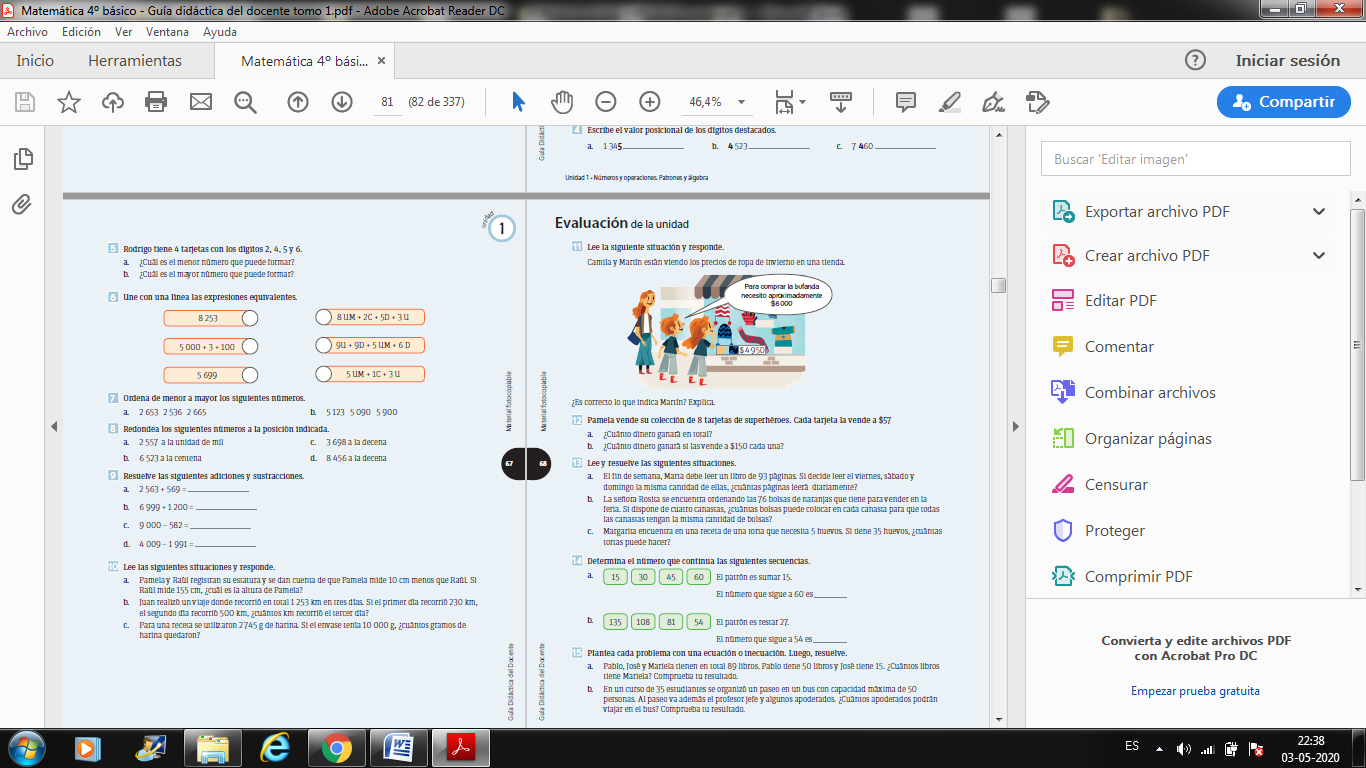 Matemática 4º básico - Guía didáctica del docente tomo 1.pdf - Adobe Acrobat Reader DC
Archivo Edición Ver Ventana Ayuda
Inicio Herramientas Matemática 4º bási... ×
81 (82 de 337) 46,4% Compartir
? Iniciar sesión
Guía Didáctica
4 Escribe el valor posicional de los dígitos destacados.
a. 1 345 b. 4 523 c. 7 460
Unidad 1 • Números y operaciones. Patrones y álgebra
unidad 1
5 Rodrigo tiene 4 tarjetas con los dígitos 2, 4, 5 y 6.
a. ¿Cuál es el menor número que puede formar?
b. ¿Cuál es el mayor número que puede formar?
6 Une con una línea las expresiones equivalentes.
8 253 8 UM + 2C + 5D + 3 U
5 000 + 3 + 100 9U + 9D + 5 UM + 6 D
5 699 5 UM + 1C + 3 U
7 Ordena de menor a mayor los siguientes números.
a. 2 653 2 536 2 665 b. 5 123 5 090 5 900
8 Redondea los siguientes números a la posición indicada.
a. 2 557 a la unidad de mil c. 3 698 a la decena
b. 6 523 a la centena d. 8 456 a la decena
9 Resuelve las siguientes adiciones y sustracciones.
a. 2 563 + 569 =
b. 6 999 + 1 200 =
c. 9 000 – 582 =
d. 4 009 – 1 991 =
10 Lee las siguientes situaciones y responde.
a. Pamela y Raúl registran su estatura y se dan cuenta de que Pamela mide 10 cm menos que Raúl. Si
Raúl mide 155 cm, ¿cuál es la altura de Pamela?
b. Juan realizó un viaje donde recorrió en total 1 253 km en tres días. Si el primer día recorrió 230 km,
el segundo día recorrió 500 km, ¿cuántos km recorrió el tercer día?
c. Para una receta se utilizaron 2 745 g de harina. Si el envase tenía 10 000 g, ¿cuántos gramos de
harina quedaron?
Material fotocopiable
67
Guía Didáctica del Docente
Material fotocopiable
68
Guía Didáctica del Docente
Evaluación de la unidad
11 Lee la siguiente situación y responde.
Camila y Martín están viendo los precios de ropa de invierno en una tienda.
Para comprar la bufanda
necesito aproximadamente
$6 000
$ 4 950
¿Es correcto lo que indica Martín? Explica.
12 Pamela vende su colección de 8 tarjetas de superhéroes. Cada tarjeta la vende a $57
a. ¿Cuánto dinero ganará en total?
b. ¿Cuánto dinero ganará si las vende a $150 cada una?
13 Lee y resuelve las siguientes situaciones.
a. El fin de semana, Marta debe leer un libro de 93 páginas. Si decide leer el viernes, sábado y
domingo la misma cantidad de ellas, ¿cuántas páginas leerá diariamente?
b. La señora Rosita se encuentra ordenando las 76 bolsas de naranjas que tiene para vender en la
feria. Si dispone de cuatro canastas, ¿cuántas bolsas puede colocar en cada canasta para que todas
las canastas tengan la misma cantidad de bolsas?
c. Margarita encuentra en una receta de una torta que necesita 5 huevos. Si tiene 35 huevos, ¿cuántas
tortas puede hacer?
14 Determina el número que continúa las siguientes secuencias.
a. 15 30 45 60 El patrón es sumar 15.
El número que sigue a 60 es
b. 135 108 81 54 El patrón es restar 27.
El número que sigue a 54 es
15 Plantea cada problema con una ecuación o inecuación. Luego, resuelve.
a. Pablo, José y Mariela tienen en total 89 libros. Pablo tiene 50 libros y José tiene 15. ¿Cuántos libros
tiene Mariela? Comprueba tu resultado.
b. En un curso de 35 estudiantes se organizó un paseo en un bus con capacidad máxima de 50
personas. Al paseo va además el profesor jefe y algunos apoderados. ¿Cuántos apoderados podrán
viajar en el bus? Comprueba tu resultado.
Buscar 'Editar imagen'
Exportar archivo PDF
Crear archivo PDF
Editar PDF
Comentar
Combinar archivos
Organizar páginas
Censurar
Proteger
Comprimir PDF
Convierta y edite archivos PDF
con Acrobat Pro DC
Empezar prueba gratuita
ES 22:38
03-05-2020